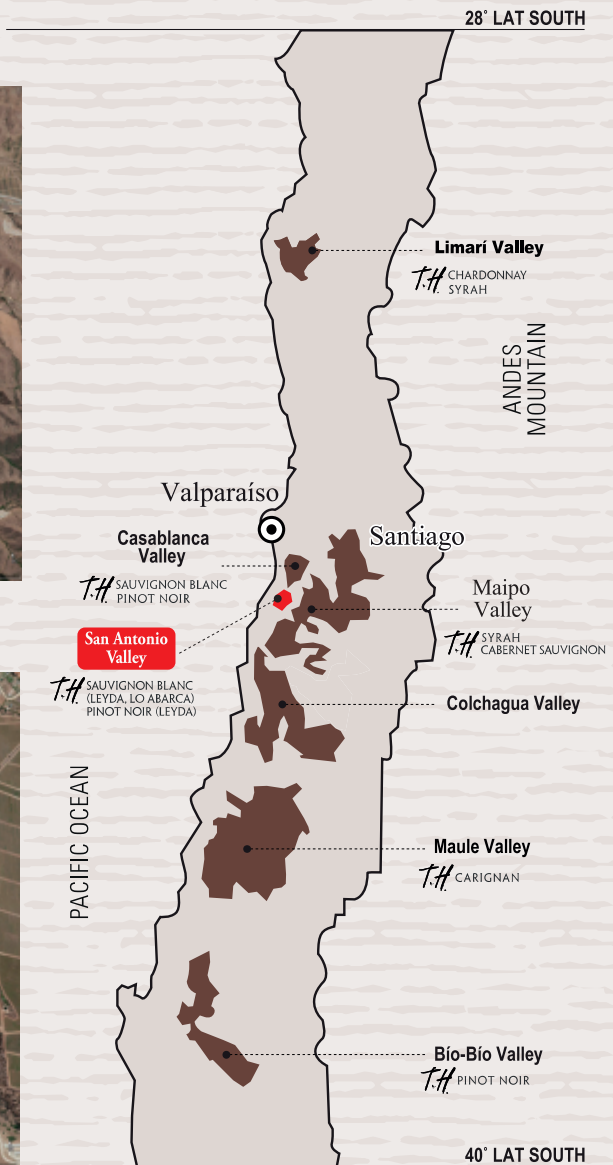 28° LAT SOUTH
Limarí Valley
T.H. CHARDONNAY
SYRAH
ANDES
MOUNTAIN
Valparaíso
Santiago
Casablanca
Valley
T.H. SAUVIGNON BLANC
PINOT NOIR
Maipo
Valley
T.H. SYRAH
CABERNET SAUVIGNON
San Antonio
Valley
T.H. SAUVIGNON BLANC
(LEYDA, LO ABARCA)
PINOT NOIR (LEYDA)
Colchagua Valley
PACIFIC OCEAN
Maule Valley
T.H. CARIGNAN
Bío-Bío Valley
T.H. PINOT NOIR
40° LAT SOUTH